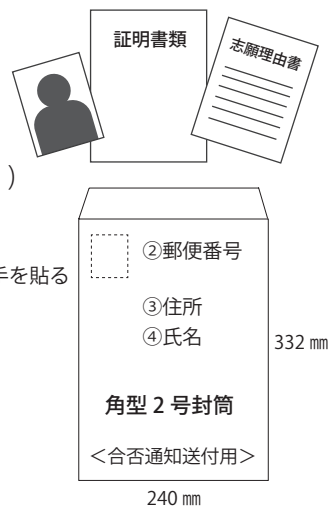 証明書類
志願理由書
)
手を貼る
②郵便番号
③住所
④氏名
332 ㎜
角型 2 号封筒
＜合否通知送付用＞
240 ㎜